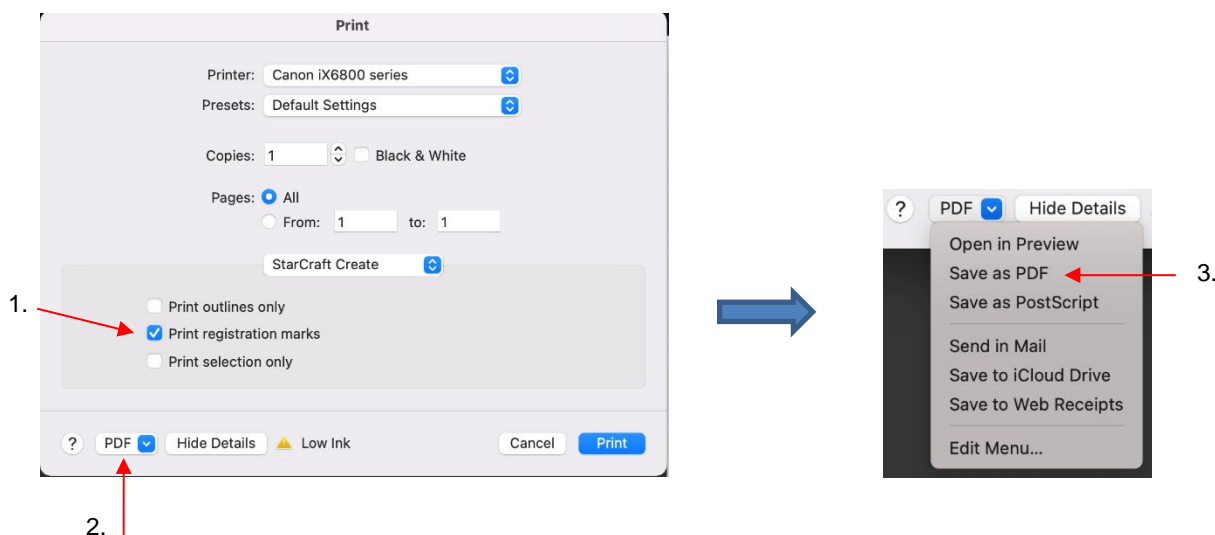 Print
Printer: Canon iX6800 series
Presets: Default Settings
Copies: 1 Black & White
Pages: All
From: 1 to: 1
StarCraft Create
Print outlines only
1.
Print registration marks
Print selection only
? PDF Hide Details Low Ink Cancel Print
2.
? PDF Hide Details
Open in Preview
Save as PDF
3.
Save as PostScript
Send in Mail
Save to iCloud Drive
Save to Web Receipts
Edit Menu...